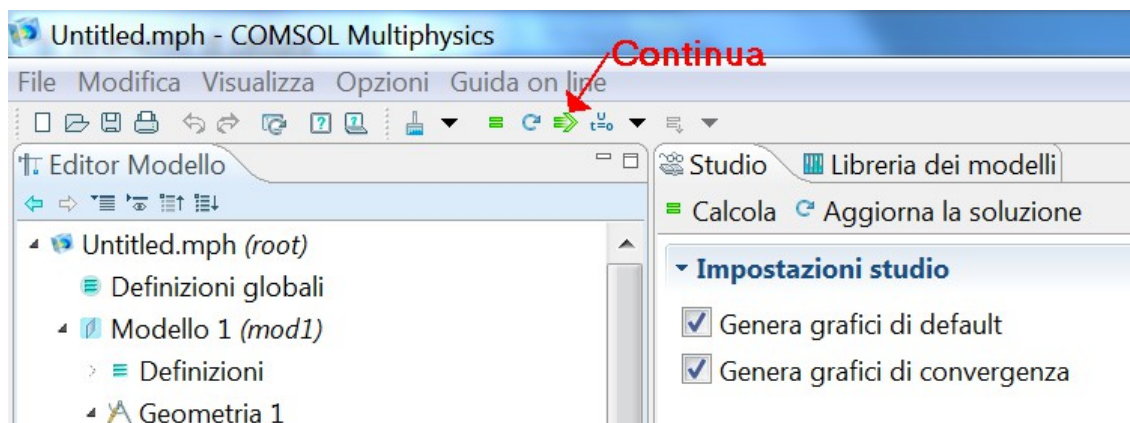 Untitled.mph - COMSOL Multiphysics
Continua
File Modifica Visualizza Opzioni Guida on line
Editor Modello
Studio Libreria dei modelli
Calcola Aggiorna la soluzione
Untitled.mph (root)
Impostazioni studio
Definizioni globali
Genera grafici di default
Modello 1 (mod1)
Genera grafici di convergenza
Definizioni
Geometria 1